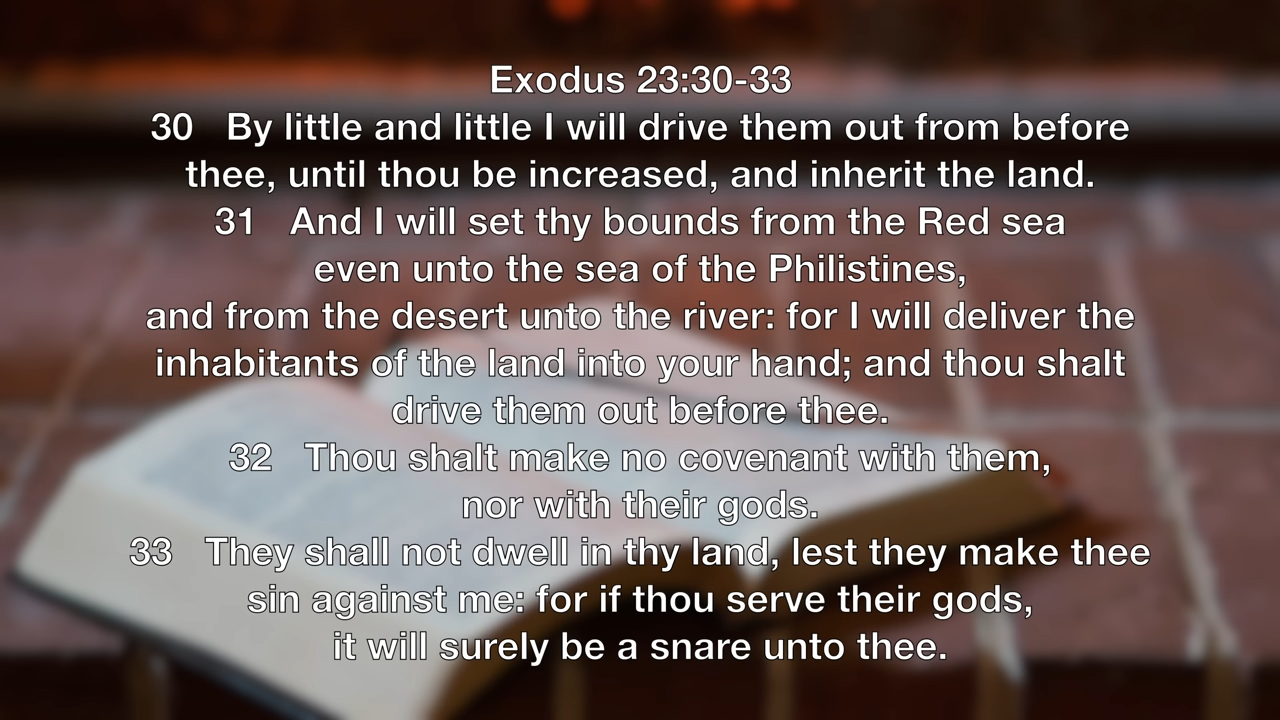 Exodus 23:30-33
30 By little and little I will drive them out from before
thee, until thou be increased, and inherit the land.
31 And I will set thy bounds from the Red sea
even unto the sea of the Philistines,
and from the desert unto the river: for I will deliver the
inhabitants of the land into your hand; and thou shalt
drive them out before thee.
32 Thou shalt make no covenant with them,
nor with their gods.
33 They shall not dwell in thy land, lest they make thee
sin against me: for if thou serve their gods,
it will surely be a snare unto thee.